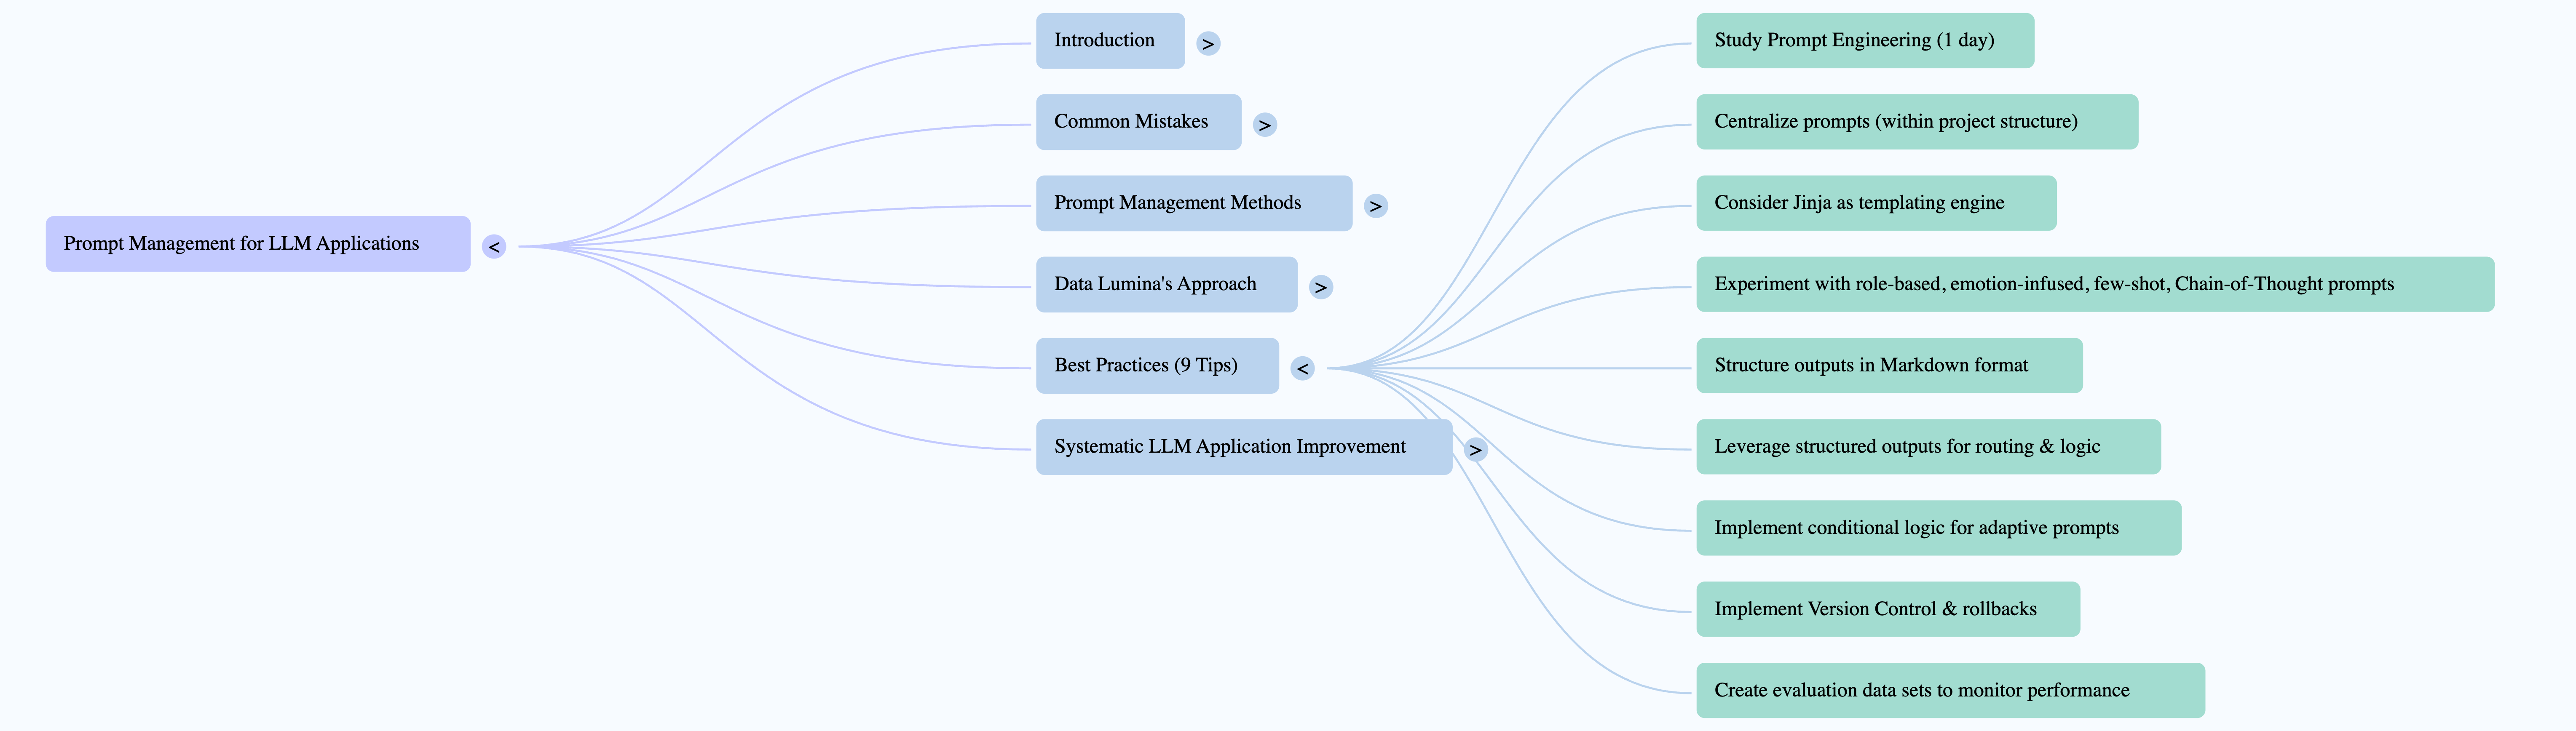 Prompt Management for LLM Applications
<
Introduction
>
Common Mistakes
>
Prompt Management Methods
>
Data Lumina's Approach
>
Best Practices (9 Tips)
<
Systematic LLM Application Improvement
>
Study Prompt Engineering (1 day)
Centralize prompts (within project structure)
Consider Jinja as templating engine
Experiment with role-based, emotion-infused, few-shot, Chain-of-Thought prompts
Structure outputs in Markdown format
Leverage structured outputs for routing & logic
Implement conditional logic for adaptive prompts
Implement Version Control & rollbacks
Create evaluation data sets to monitor performance